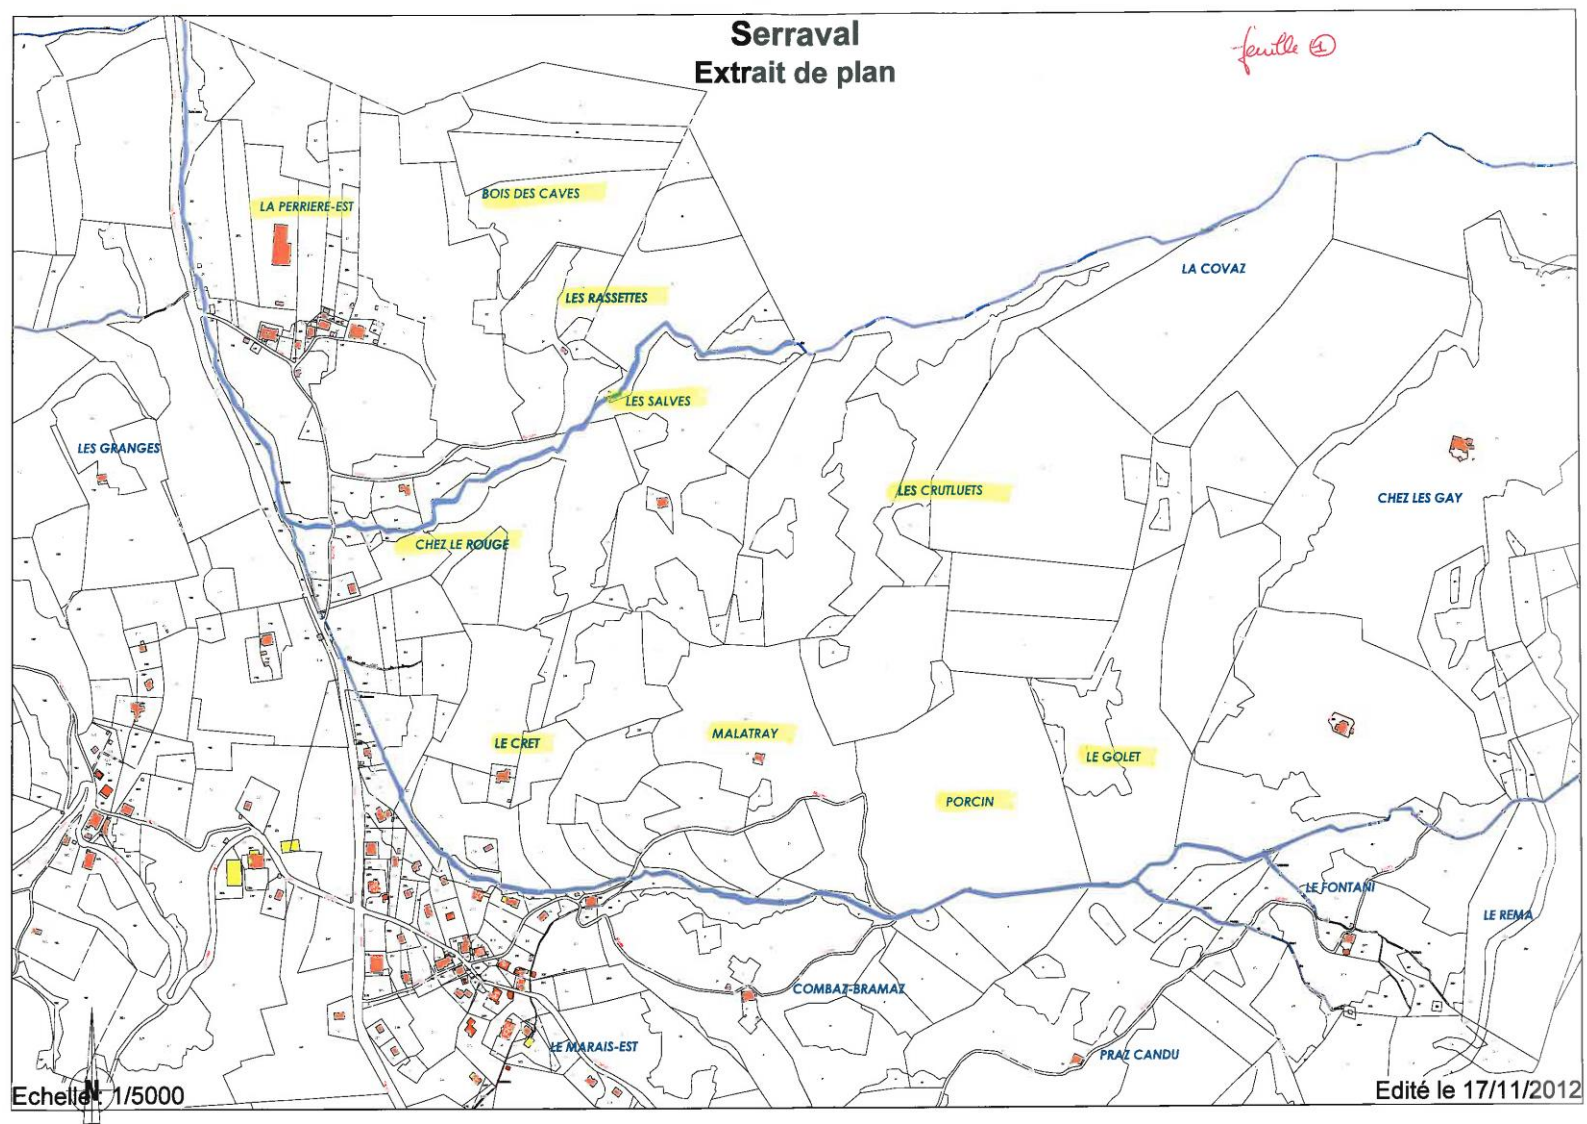 Serraval
Extrait de plan
feuille 1
BOIS DES CAVES
LA PERRIERE-EST
LA COVAZ
LES RASSETTES
LES SALVES
LES GRANGES
LES CRUTLUETS
CHEZ LES GAY
CHEZ LE ROUGE
MALATRAY
LE CRET
LE GOLET
PORCIN
LE FONTANI
LE REMA
COMBAZ-BRAMAZ
LE MARAIS-EST
PRAZ CANDU
N
Echelle : 1/5000
Edité le 17/11/2012